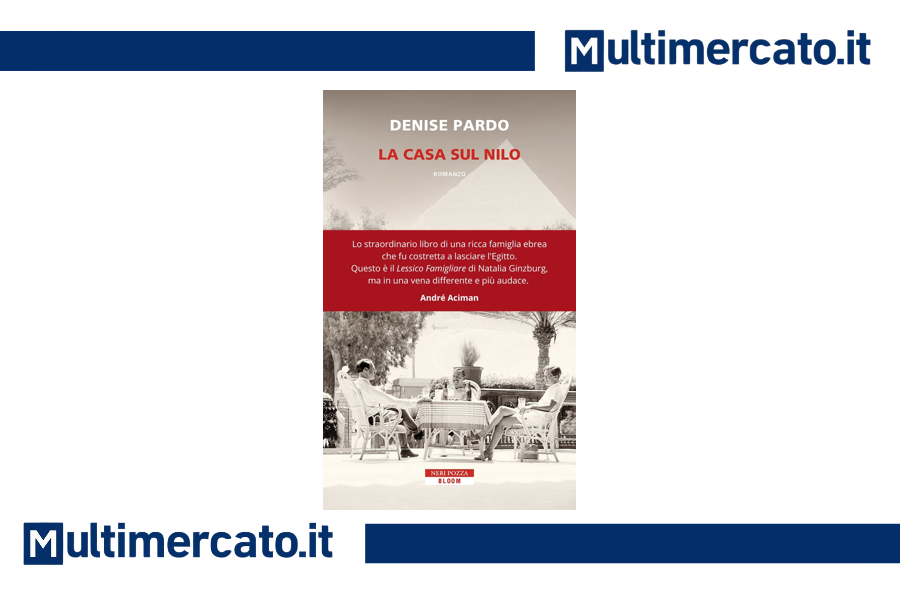 Multimercato.it
DENISE PARDO
LA CASA SUL NILO
ROMANZO
Lo straordinario libro di una ricca famiglia ebrea
che fu costretta a lasciare l'Egitto.
Questo è il Lessico Famigliare di Natalia Ginzburg,
ma in una vena differente e più audace.
André Aciman
NERI POZZA
BLOOM
Multimercato.it